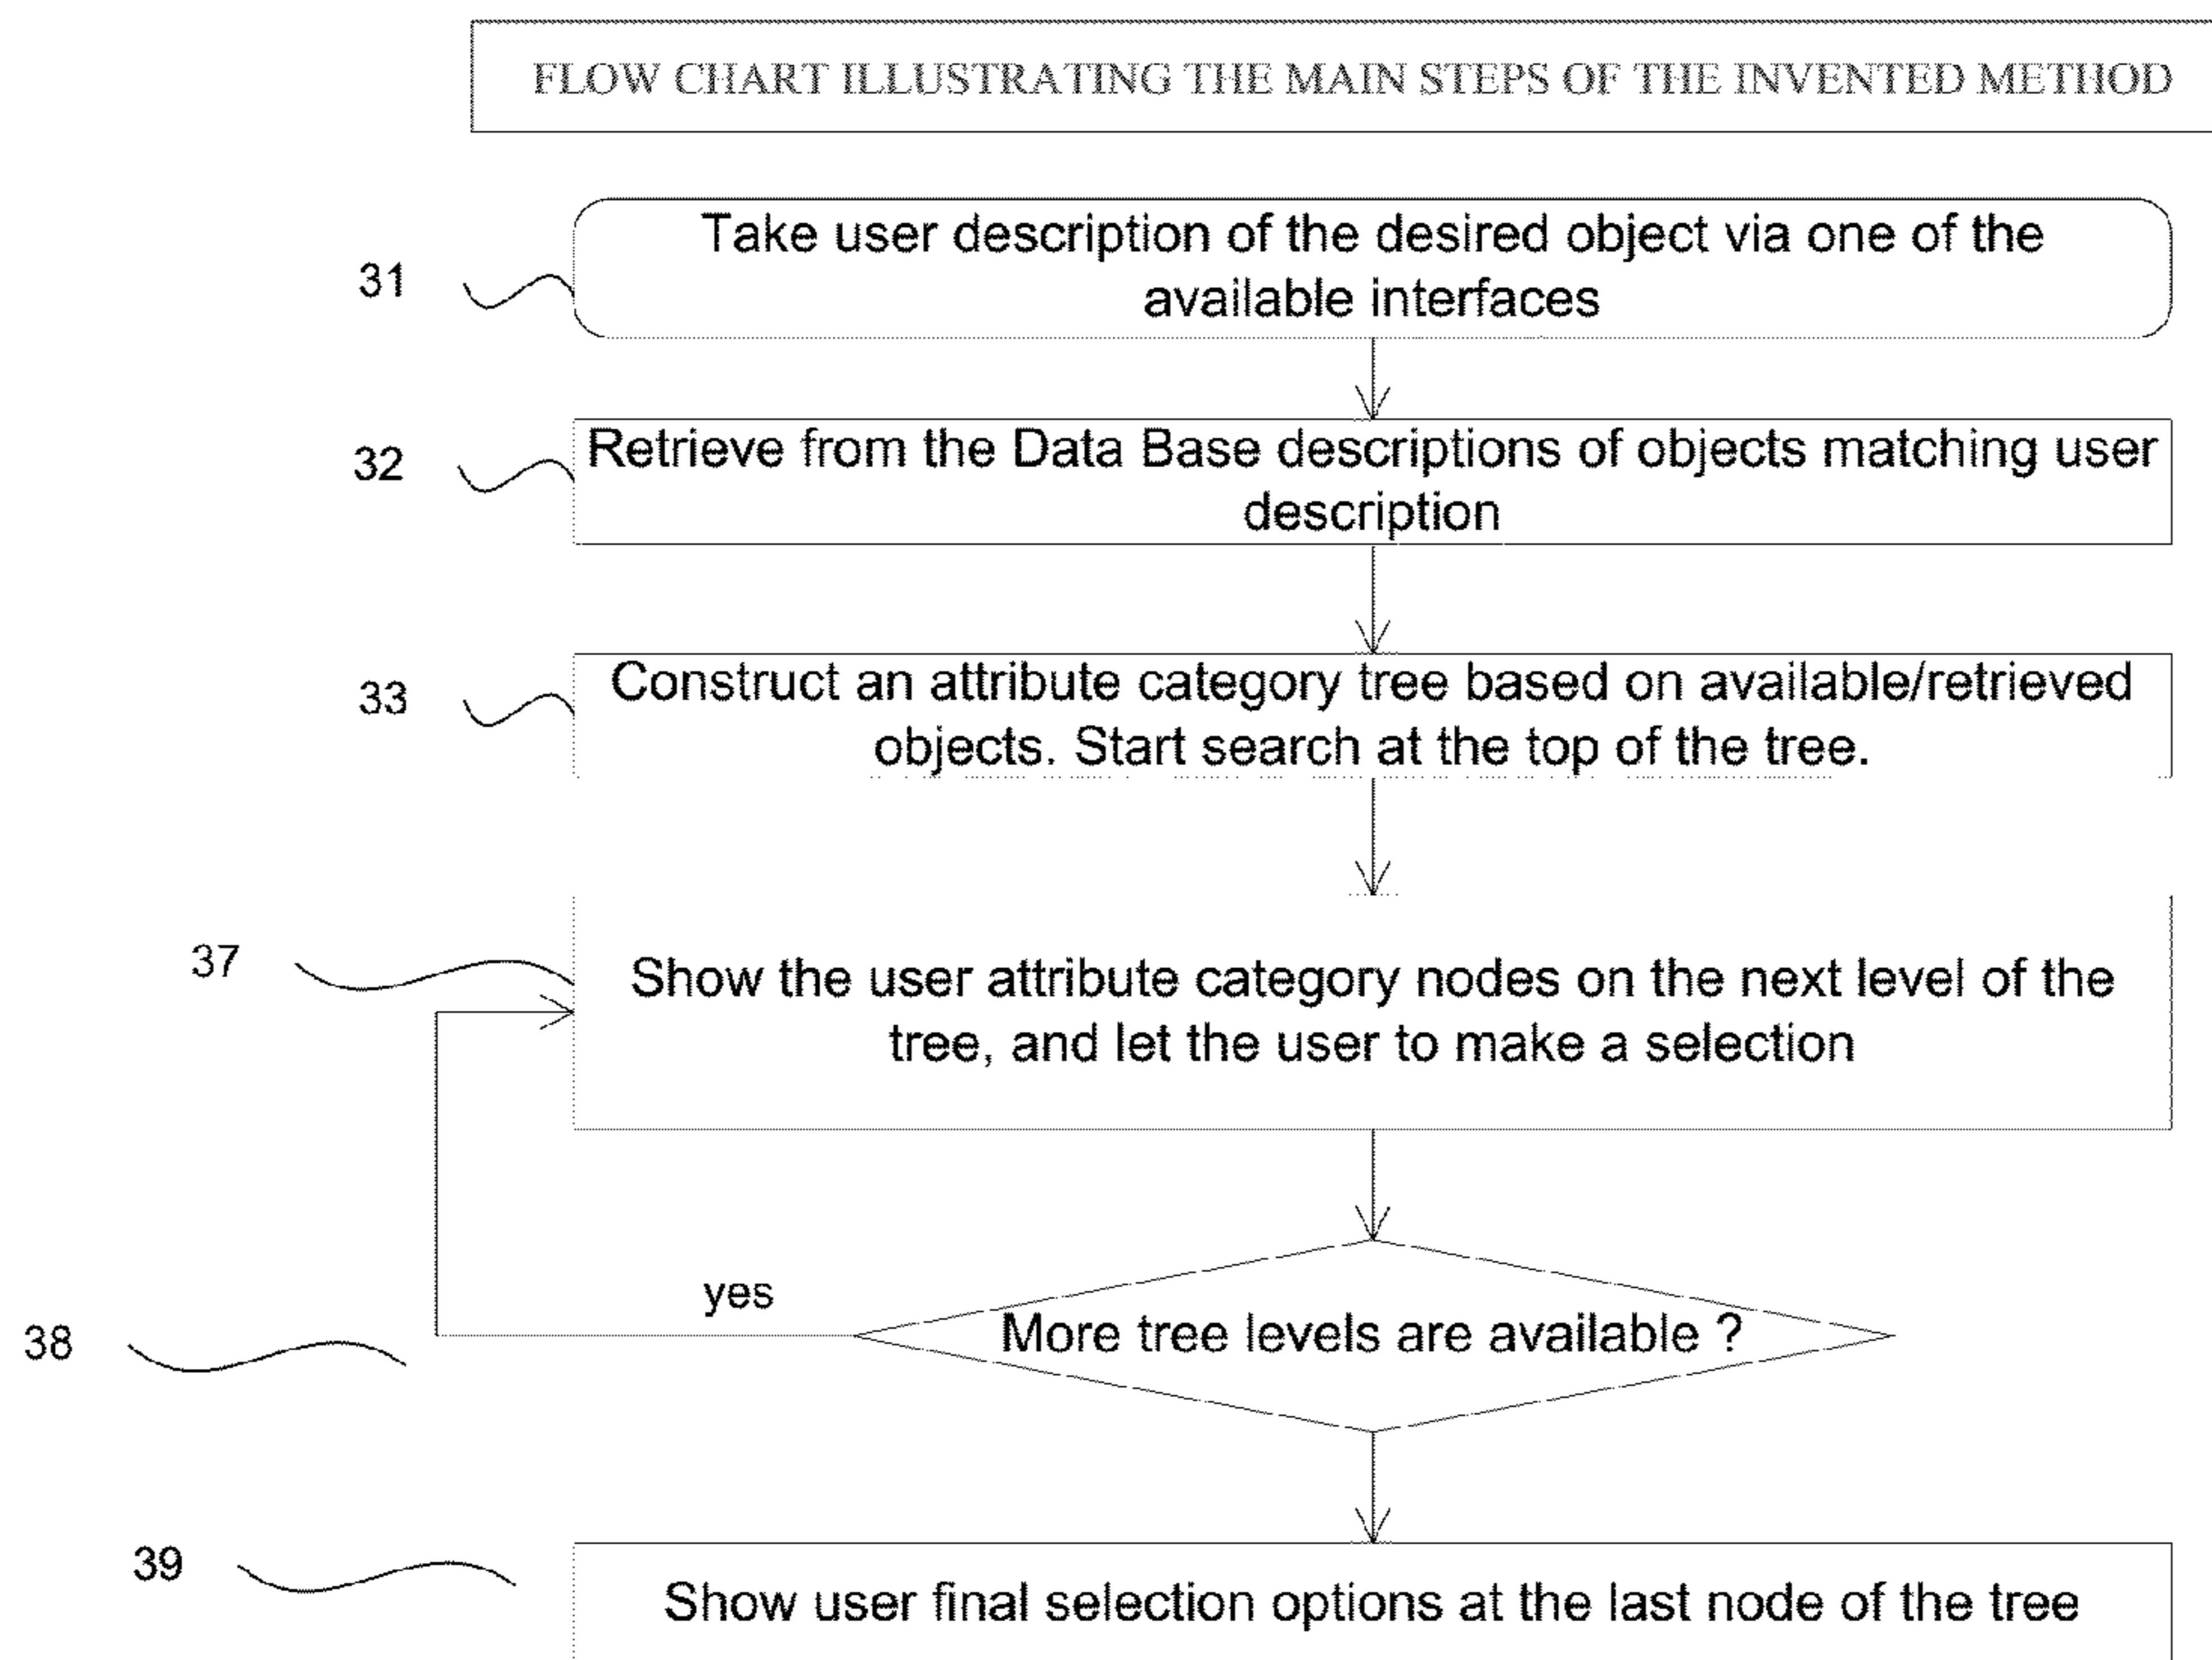 FLOW CHART ILLUSTRATING THE MAIN STEPS OF THE INVENTED METHOD
31
Take user description of the desired object via one of the
available interfaces
32
Retrieve from the Data Base descriptions of objects matching user
description
33
Construct an attribute category tree based on available/retrieved
objects. Start search at the top of the tree.
37
Show the user attribute category nodes on the next level of the
tree, and let the user to make a selection
yes
38
More tree levels are available ?
39
Show user final selection options at the last node of the tree